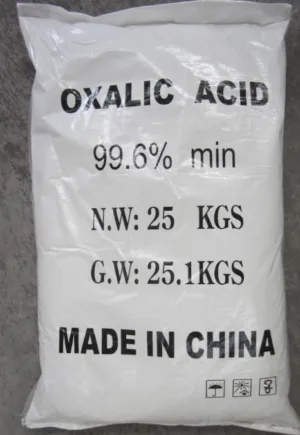 OXALIC ACID
99.6% min
N.W: 25 KGS
G.W: 25.1KGS
MADE IN CHINA